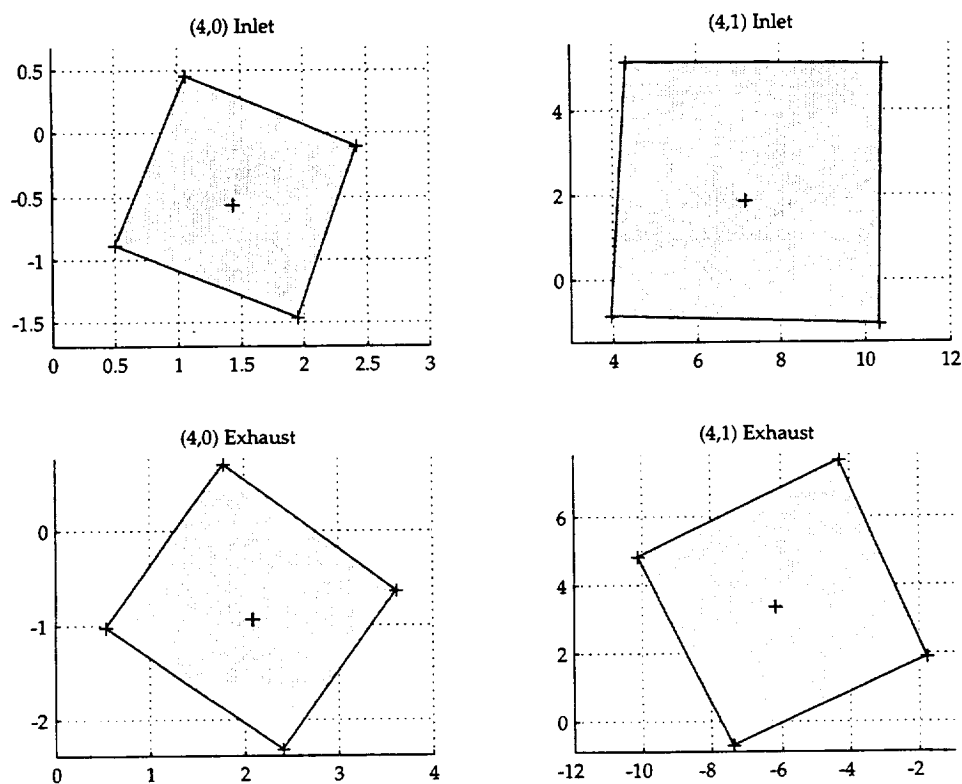 (4,0) Inlet
0.5
0
-0.5
-1
-1.5
0 0.5 1 1.5 2 2.5 3
(4,1) Inlet
4
2
0
4 6 8 10 12
(4,0) Exhaust
0
-1
-2
0 1 2 3 4
(4,1) Exhaust
6
4
2
0
-12 -10 -8 -6 -4 -2